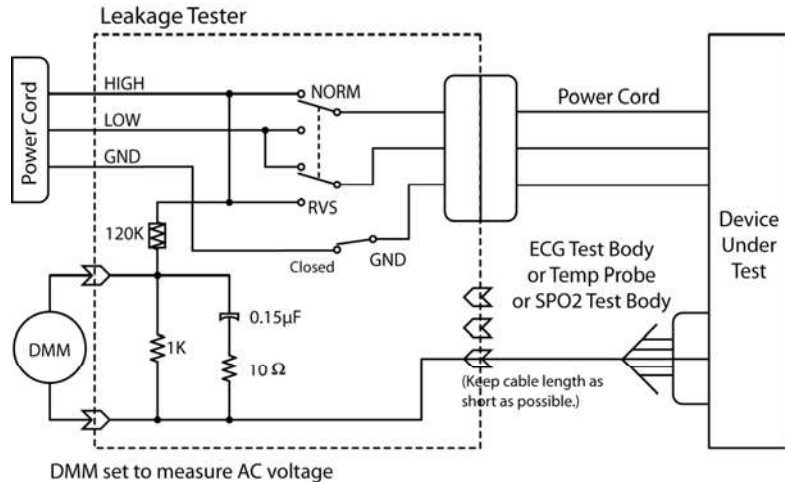 Leakage Tester
HIGH
NORM
LOW
Power Cord
Power Cord
GND
RVS
120K
Closed
GND
Device
Under
Test
ECG Test Body
or Temp Probe
or SPO2 Test Body
0.15µF
DMM
1K
10 Ω
(Keep cable length as
short as possible.)
DMM set to measure AC voltage